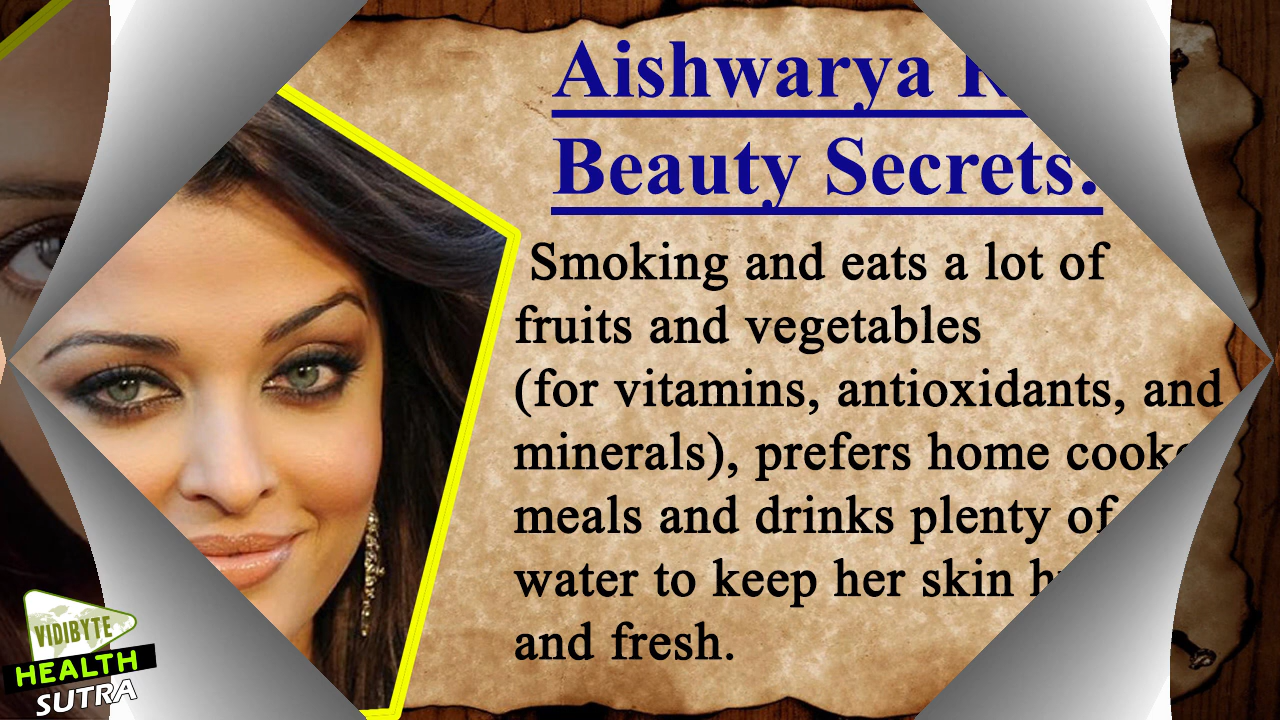 Aishwarya
Beauty Secrets:
Smoking and eats a lot of
fruits and vegetables
(for vitamins, antioxidants, and
minerals), prefers home
meals and drinks plenty of
water to keep her skin
and fresh.
VIDIBYTE
HEALTH
SUTRA